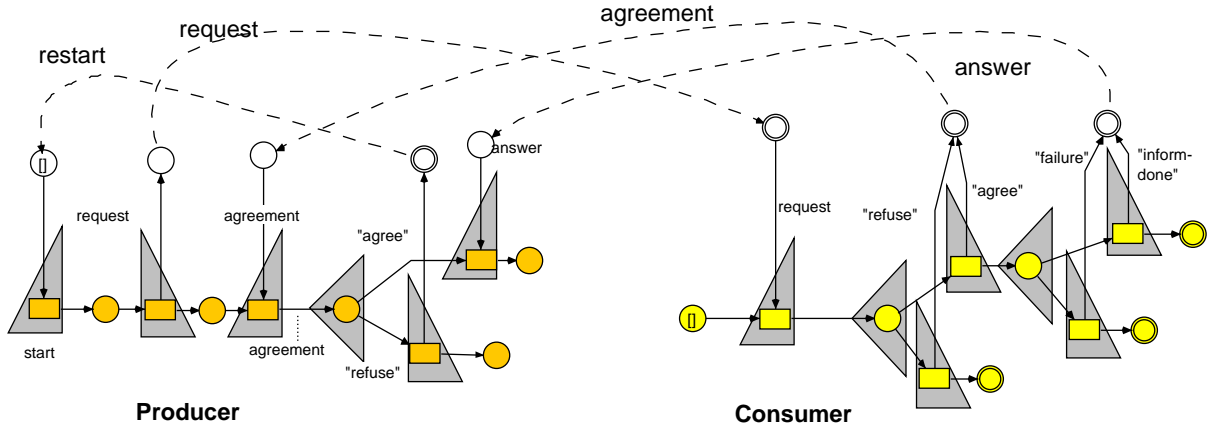 agreement
request
restart
answer
answer
[]
"failure"
"inform-
done"
"refuse"
"agree"
request
agreement
request
"agree"
[]
start
agreement
"refuse"
Producer
Consumer